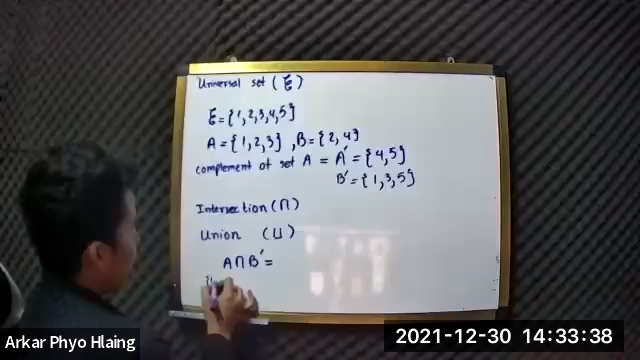 Universal set (ξ)
ξ = {1,2,3,4,5}
A = {1,2,3} , B = {2,4}
complement of set A = A' = {4,5}
B' = {1,3,5}
Intersection (∩)
Union (⊔)
A∩B' =
Arkar Phyo Hlaing
2021-12-30 14:33:38